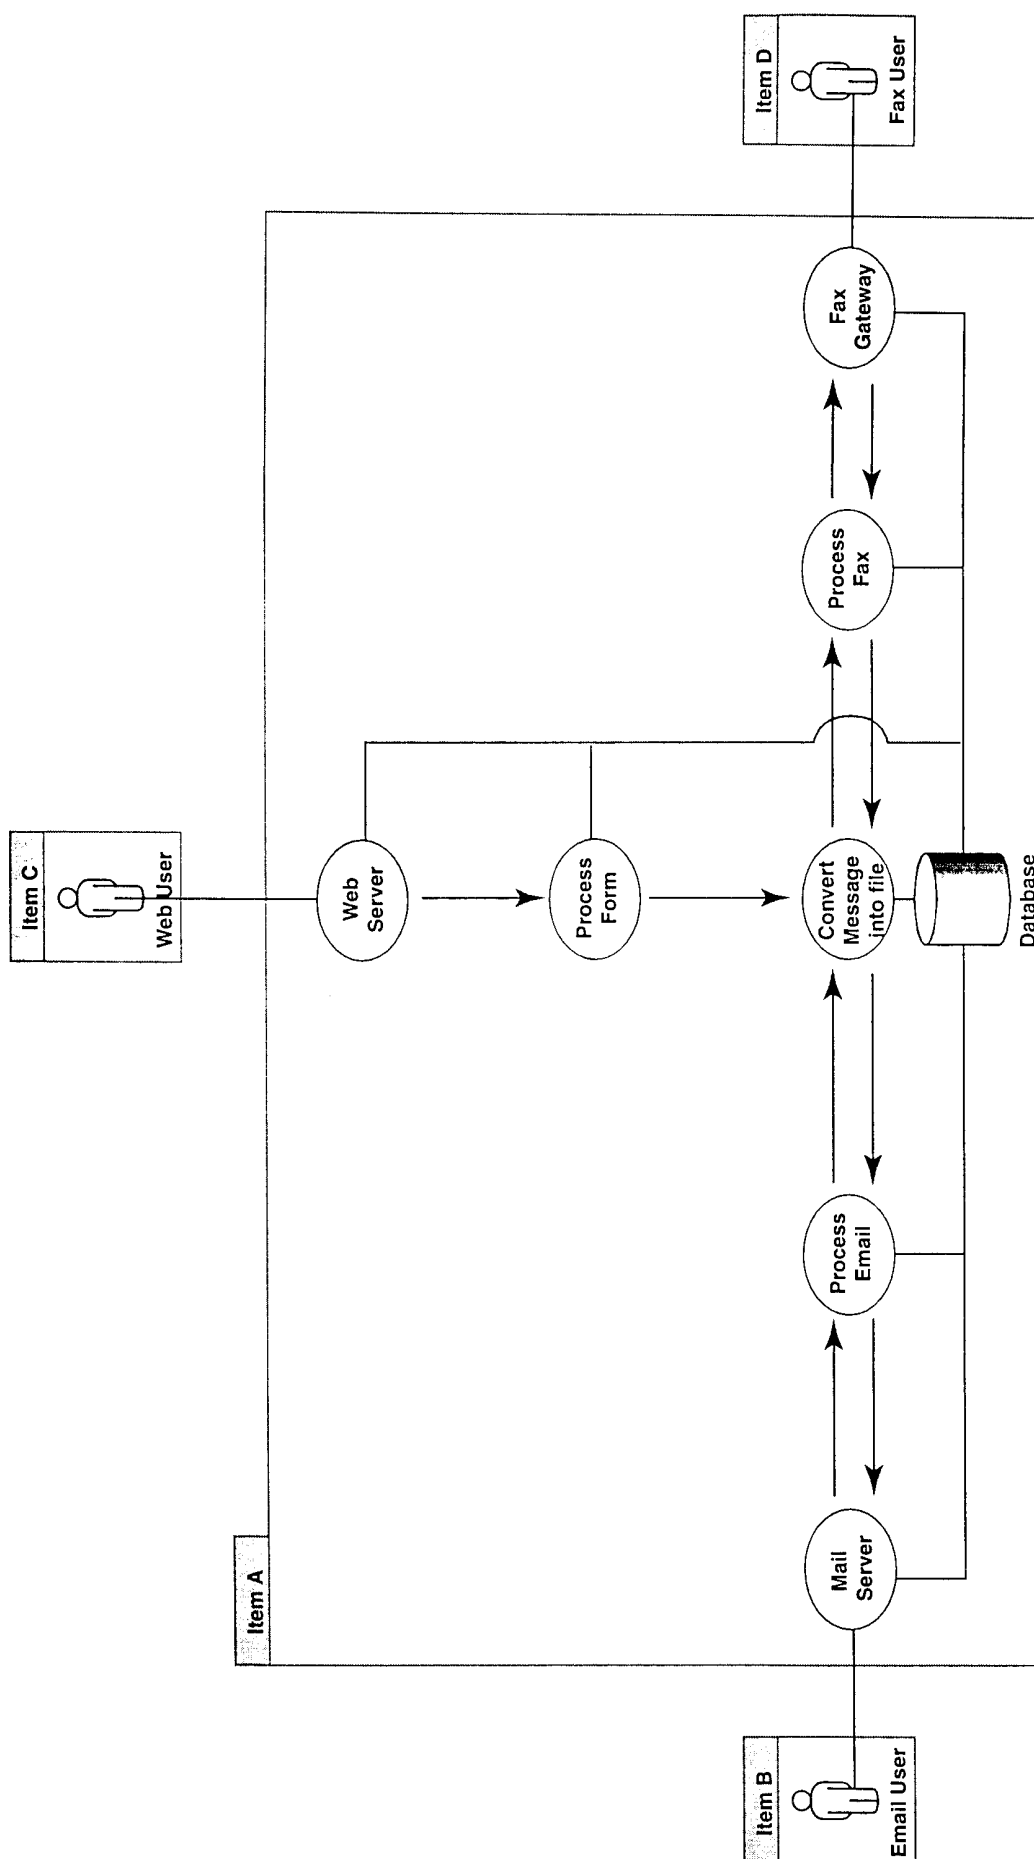 Item C
Web User
Item A
Web
Server
Process
Form
Item B
Email User
Mail
Server
Process
Email
Convert
Message
into file
Process
Fax
Fax
Gateway
Item D
Fax User
Database